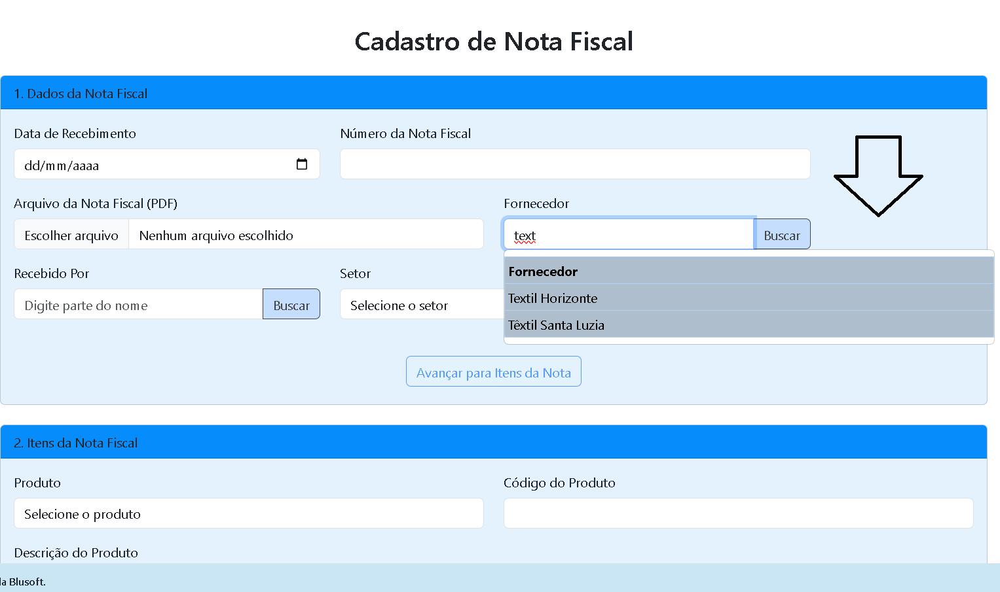 Cadastro de Nota Fiscal
1. Dados da Nota Fiscal
Data de Recebimento
Número da Nota Fiscal
dd/mm/aaaa
Arquivo da Nota Fiscal (PDF)
Fornecedor
Escolher arquivo
Nenhum arquivo escolhido
text
Buscar
Recebido Por
Setor
Fornecedor
Digite parte do nome
Buscar
Selecione o setor
Textil Horizonte
Têxtil Santa Luzia
Avançar para Itens da Nota
2. Itens da Nota Fiscal
Produto
Código do Produto
Selecione o produto
Descrição do Produto
la Blusoft.